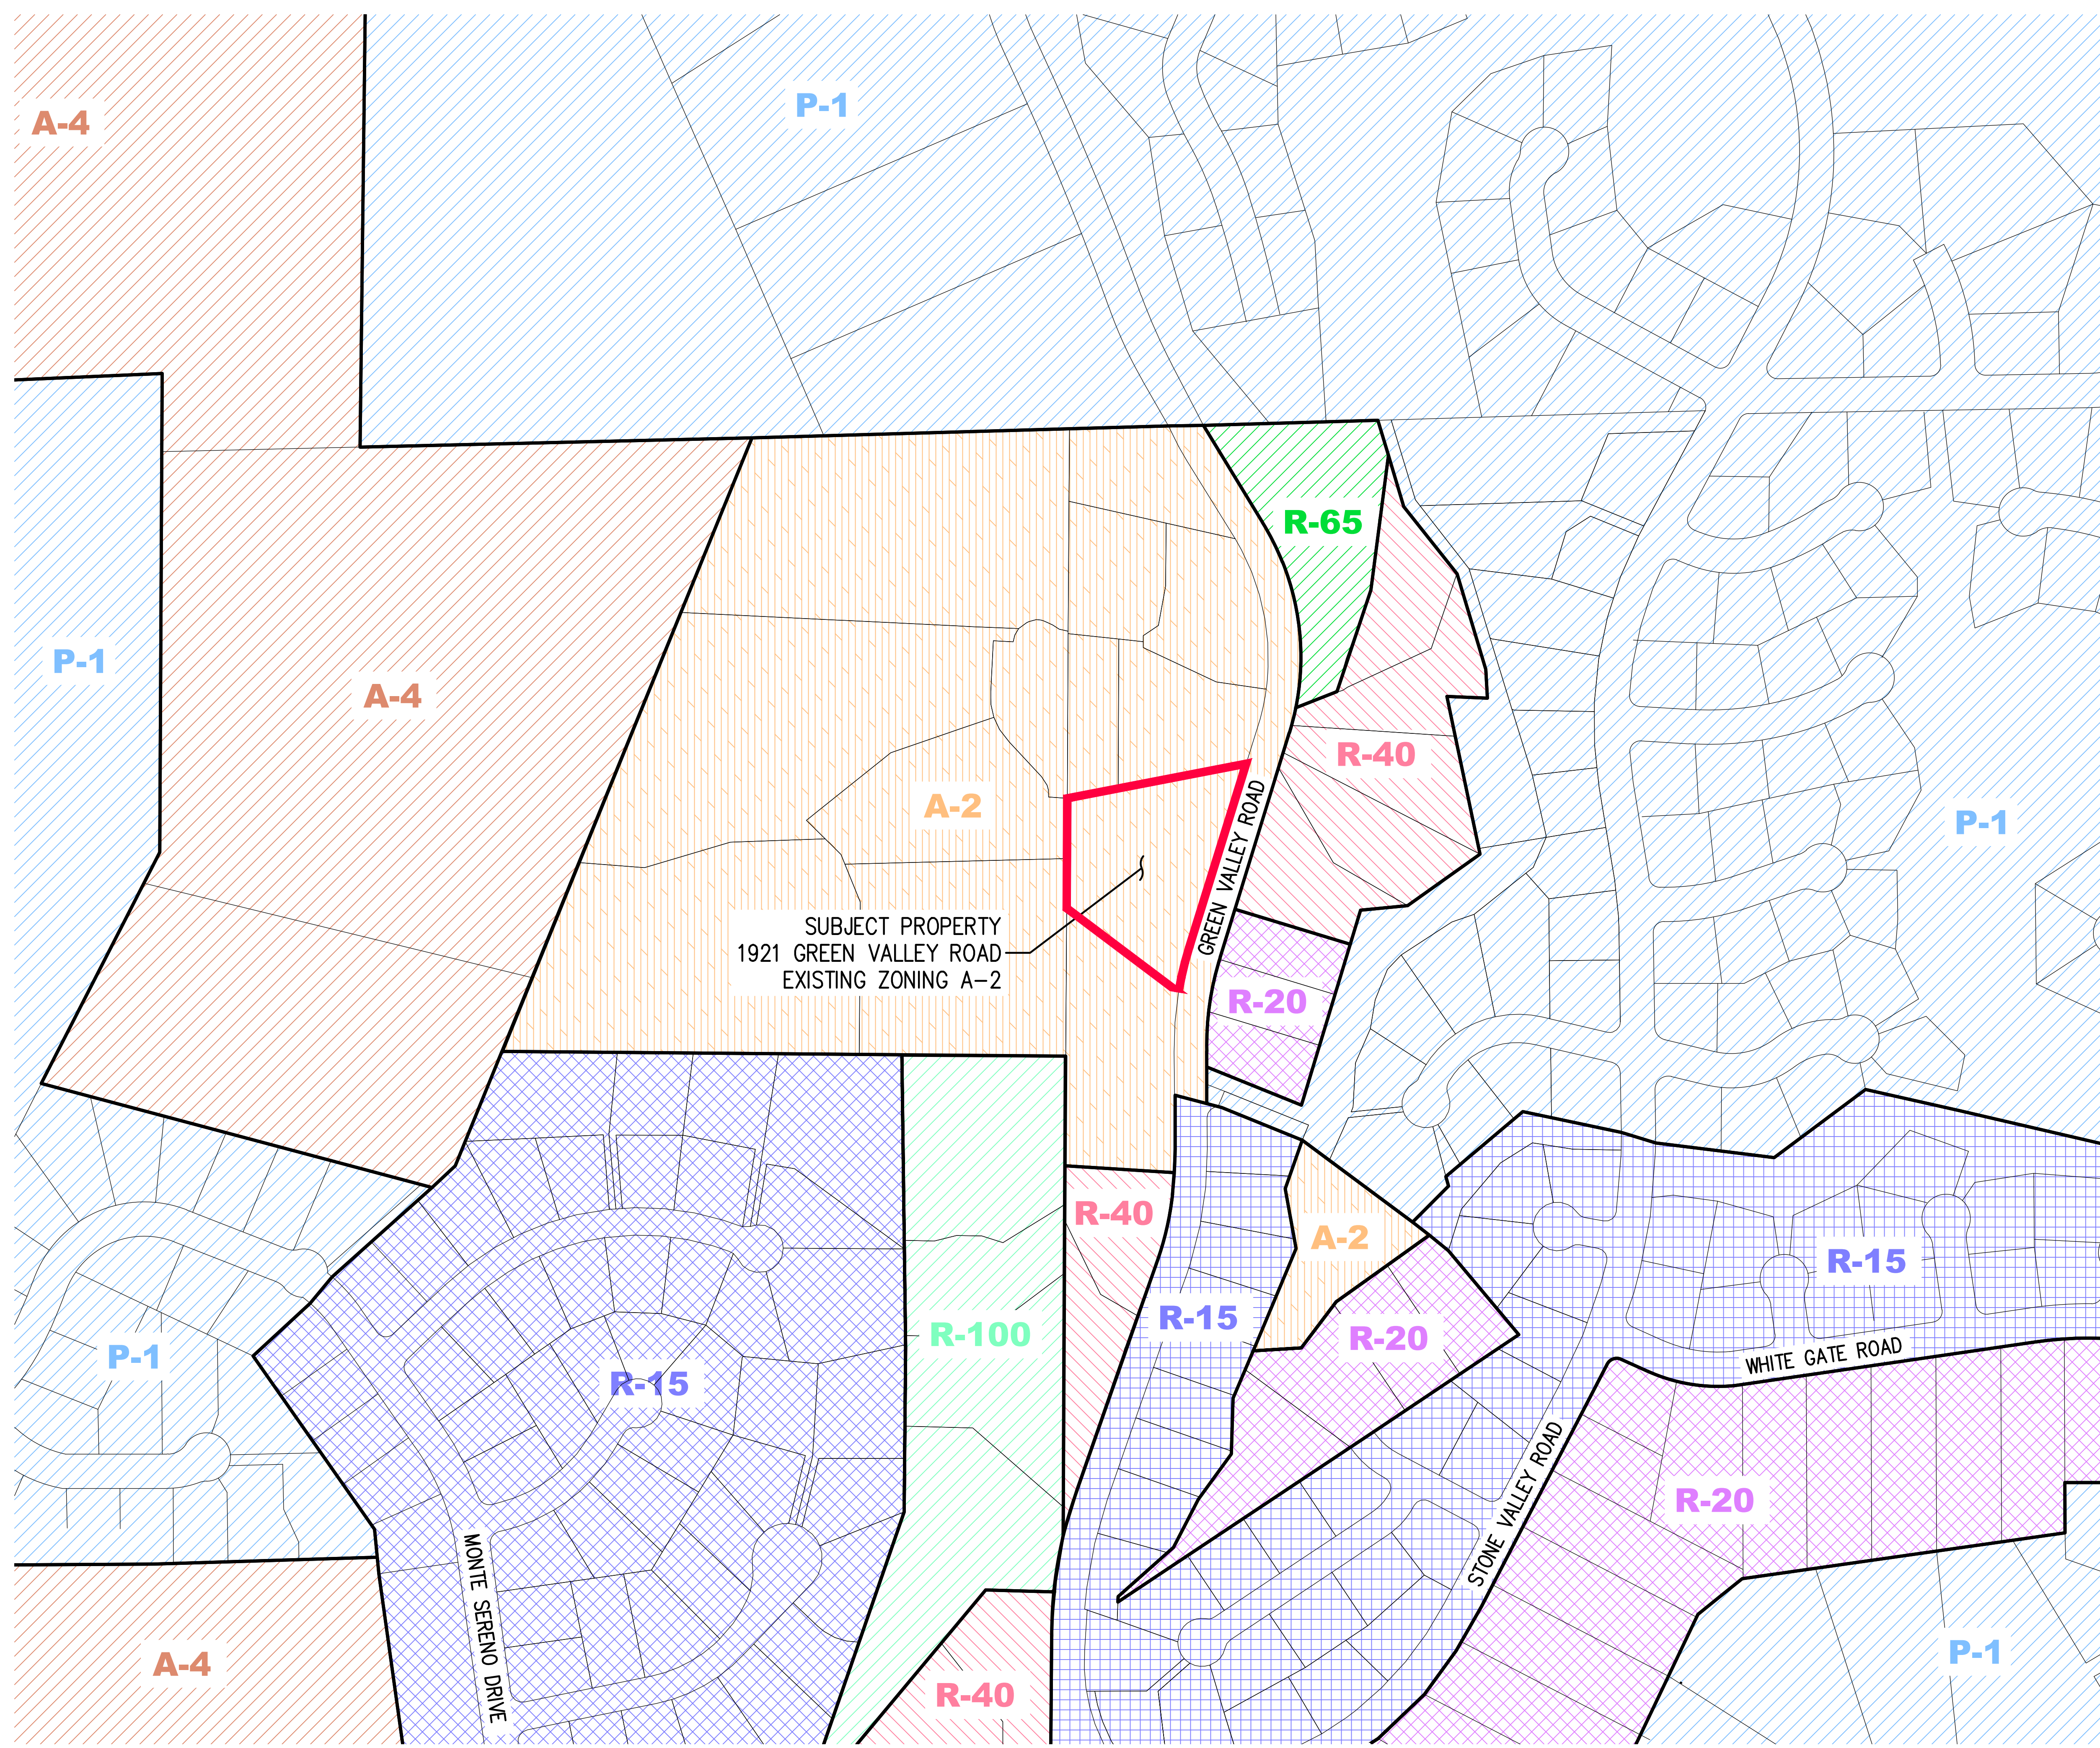 P-1
A-4
R-65
P-1
A-4
R-40
A-2
P-1
GREEN VALLEY ROAD
SUBJECT PROPERTY
1921 GREEN VALLEY ROAD
EXISTING ZONING A-2
R-20
R-40
A-2
R-15
R-15
R-100
R-20
P-1
WHITE GATE ROAD
R-15
R-20
STONE VALLEY ROAD
MONTE SERENO DRIVE
P-1
A-4
R-40